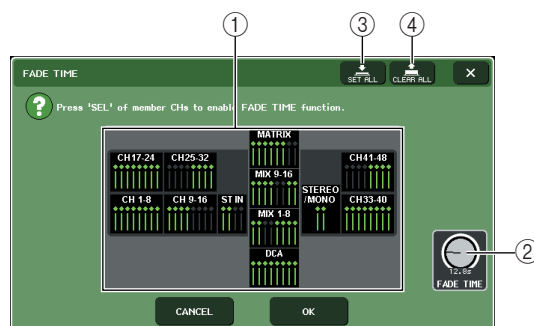 ① ③ ④
FADE TIME
SET ALL
CLEAR ALL
Press 'SEL' of member CHs to enable FADE TIME function.
MATRIX
CH17-24 CH25-32
CH41-48
MIX 9-16
CH 1-8 CH 9-16 ST IN
STEREO
/MONO
CH33-40
MIX 1-8
DCA
②
12.8s
FADE TIME
CANCEL OK